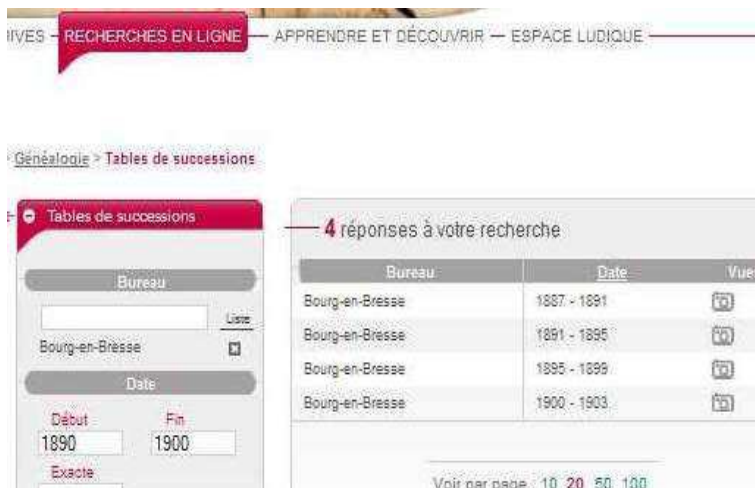 IVES – RECHERCHES EN LIGNE — APPRENDRE ET DÉCOUVRIR — ESPACE LUDIQUE
> Généalogie > Tables de successions
Tables de successions
Bureau
Liste
Bourg-en-Bresse
Date
Début Fin
1890 1900
Exacte
4 réponses à votre recherche
Bureau Date Vues
Bourg-en-Bresse 1887 - 1891
Bourg-en-Bresse 1891 - 1895
Bourg-en-Bresse 1895 - 1899
Bourg-en-Bresse 1900 - 1903
Voir par page 10 20 50 100